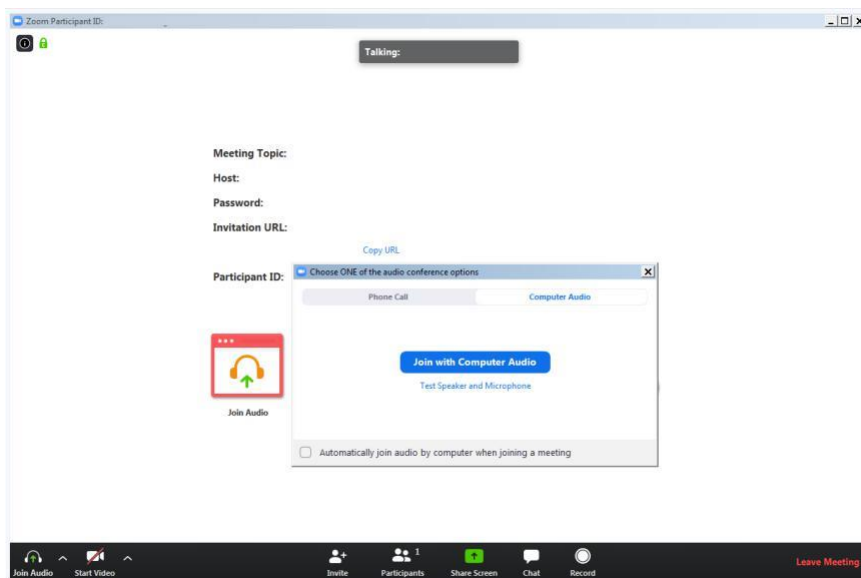 Zoom Participant ID:
Talking:
Meeting Topic:
Host:
Password:
Invitation URL:
Copy URL
Participant ID:
Choose ONE of the audio conference options
Phone Call Computer Audio
Join with Computer Audio
Test Speaker and Microphone
Join Audio
Automatically join audio by computer when joining a meeting
1
Join Audio Start Video Invite Participants Share Screen Chat Record Leave Meeting